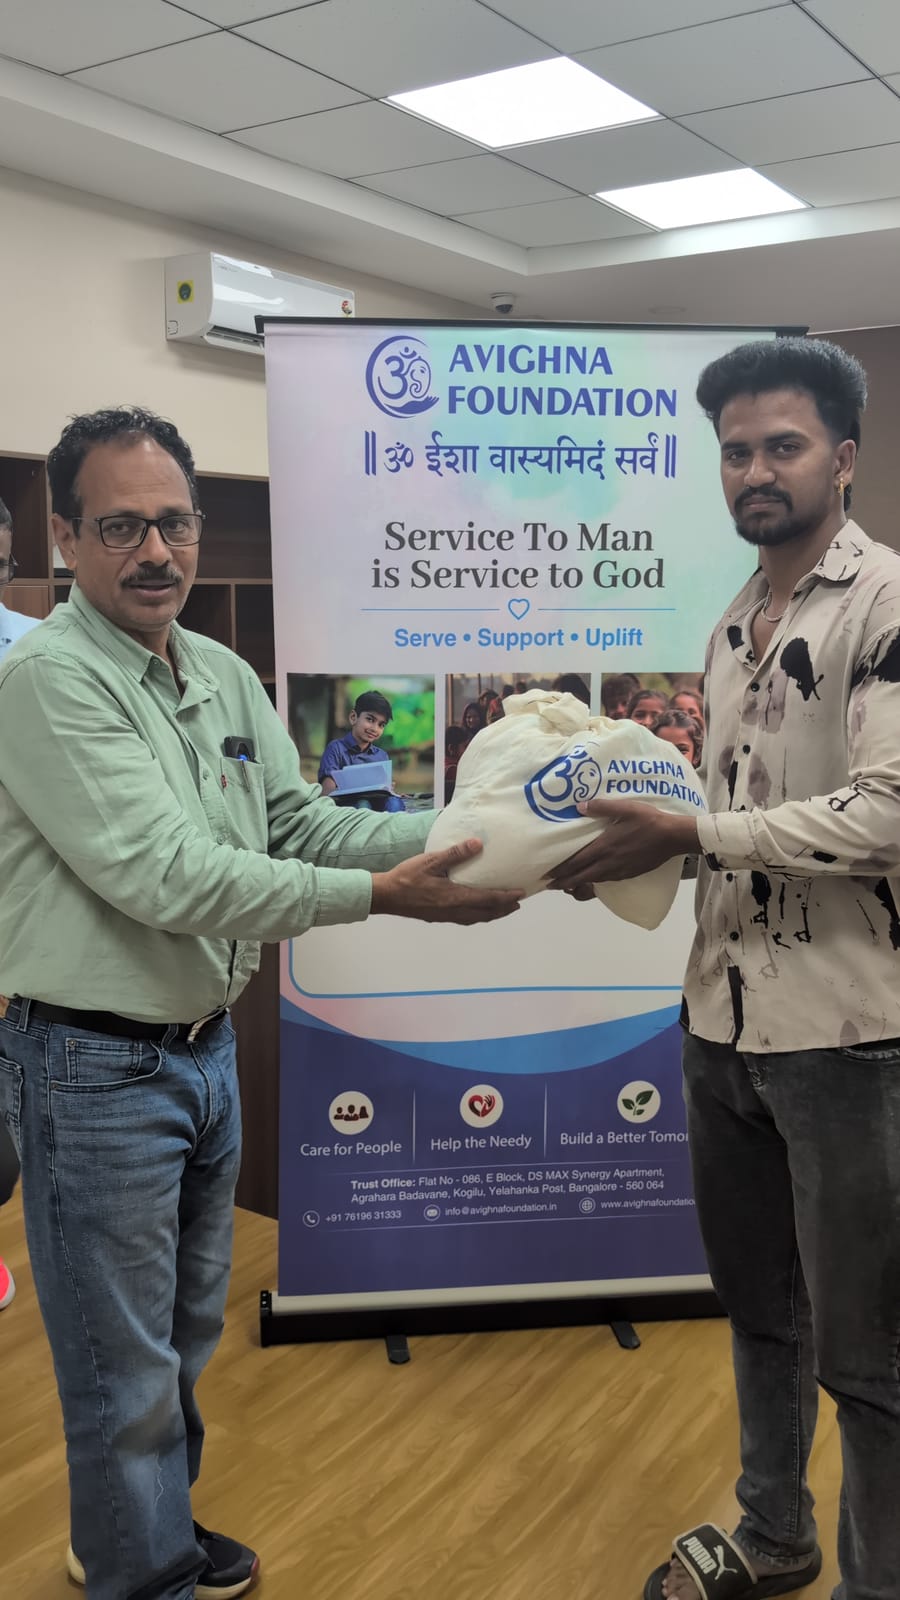 AVIGHNA
FOUNDATION
|| ॐ ईशा वास्यमिदं सर्वं ||
Service To Man
is Service to God
Serve • Support • Uplift
AVIGHNA
FOUNDATION
Care for People
Help the Needy
Build a Better Tomor
Trust Office: Flat No - 086, E Block, DS MAX Synergy Apartment,
Agrahara Badavane, Kogilu, Yelahanka Post, Bangalore - 560 064
+91 76196 31333
info@avighnafoundation.in
www.avighnafoundation
PUMA